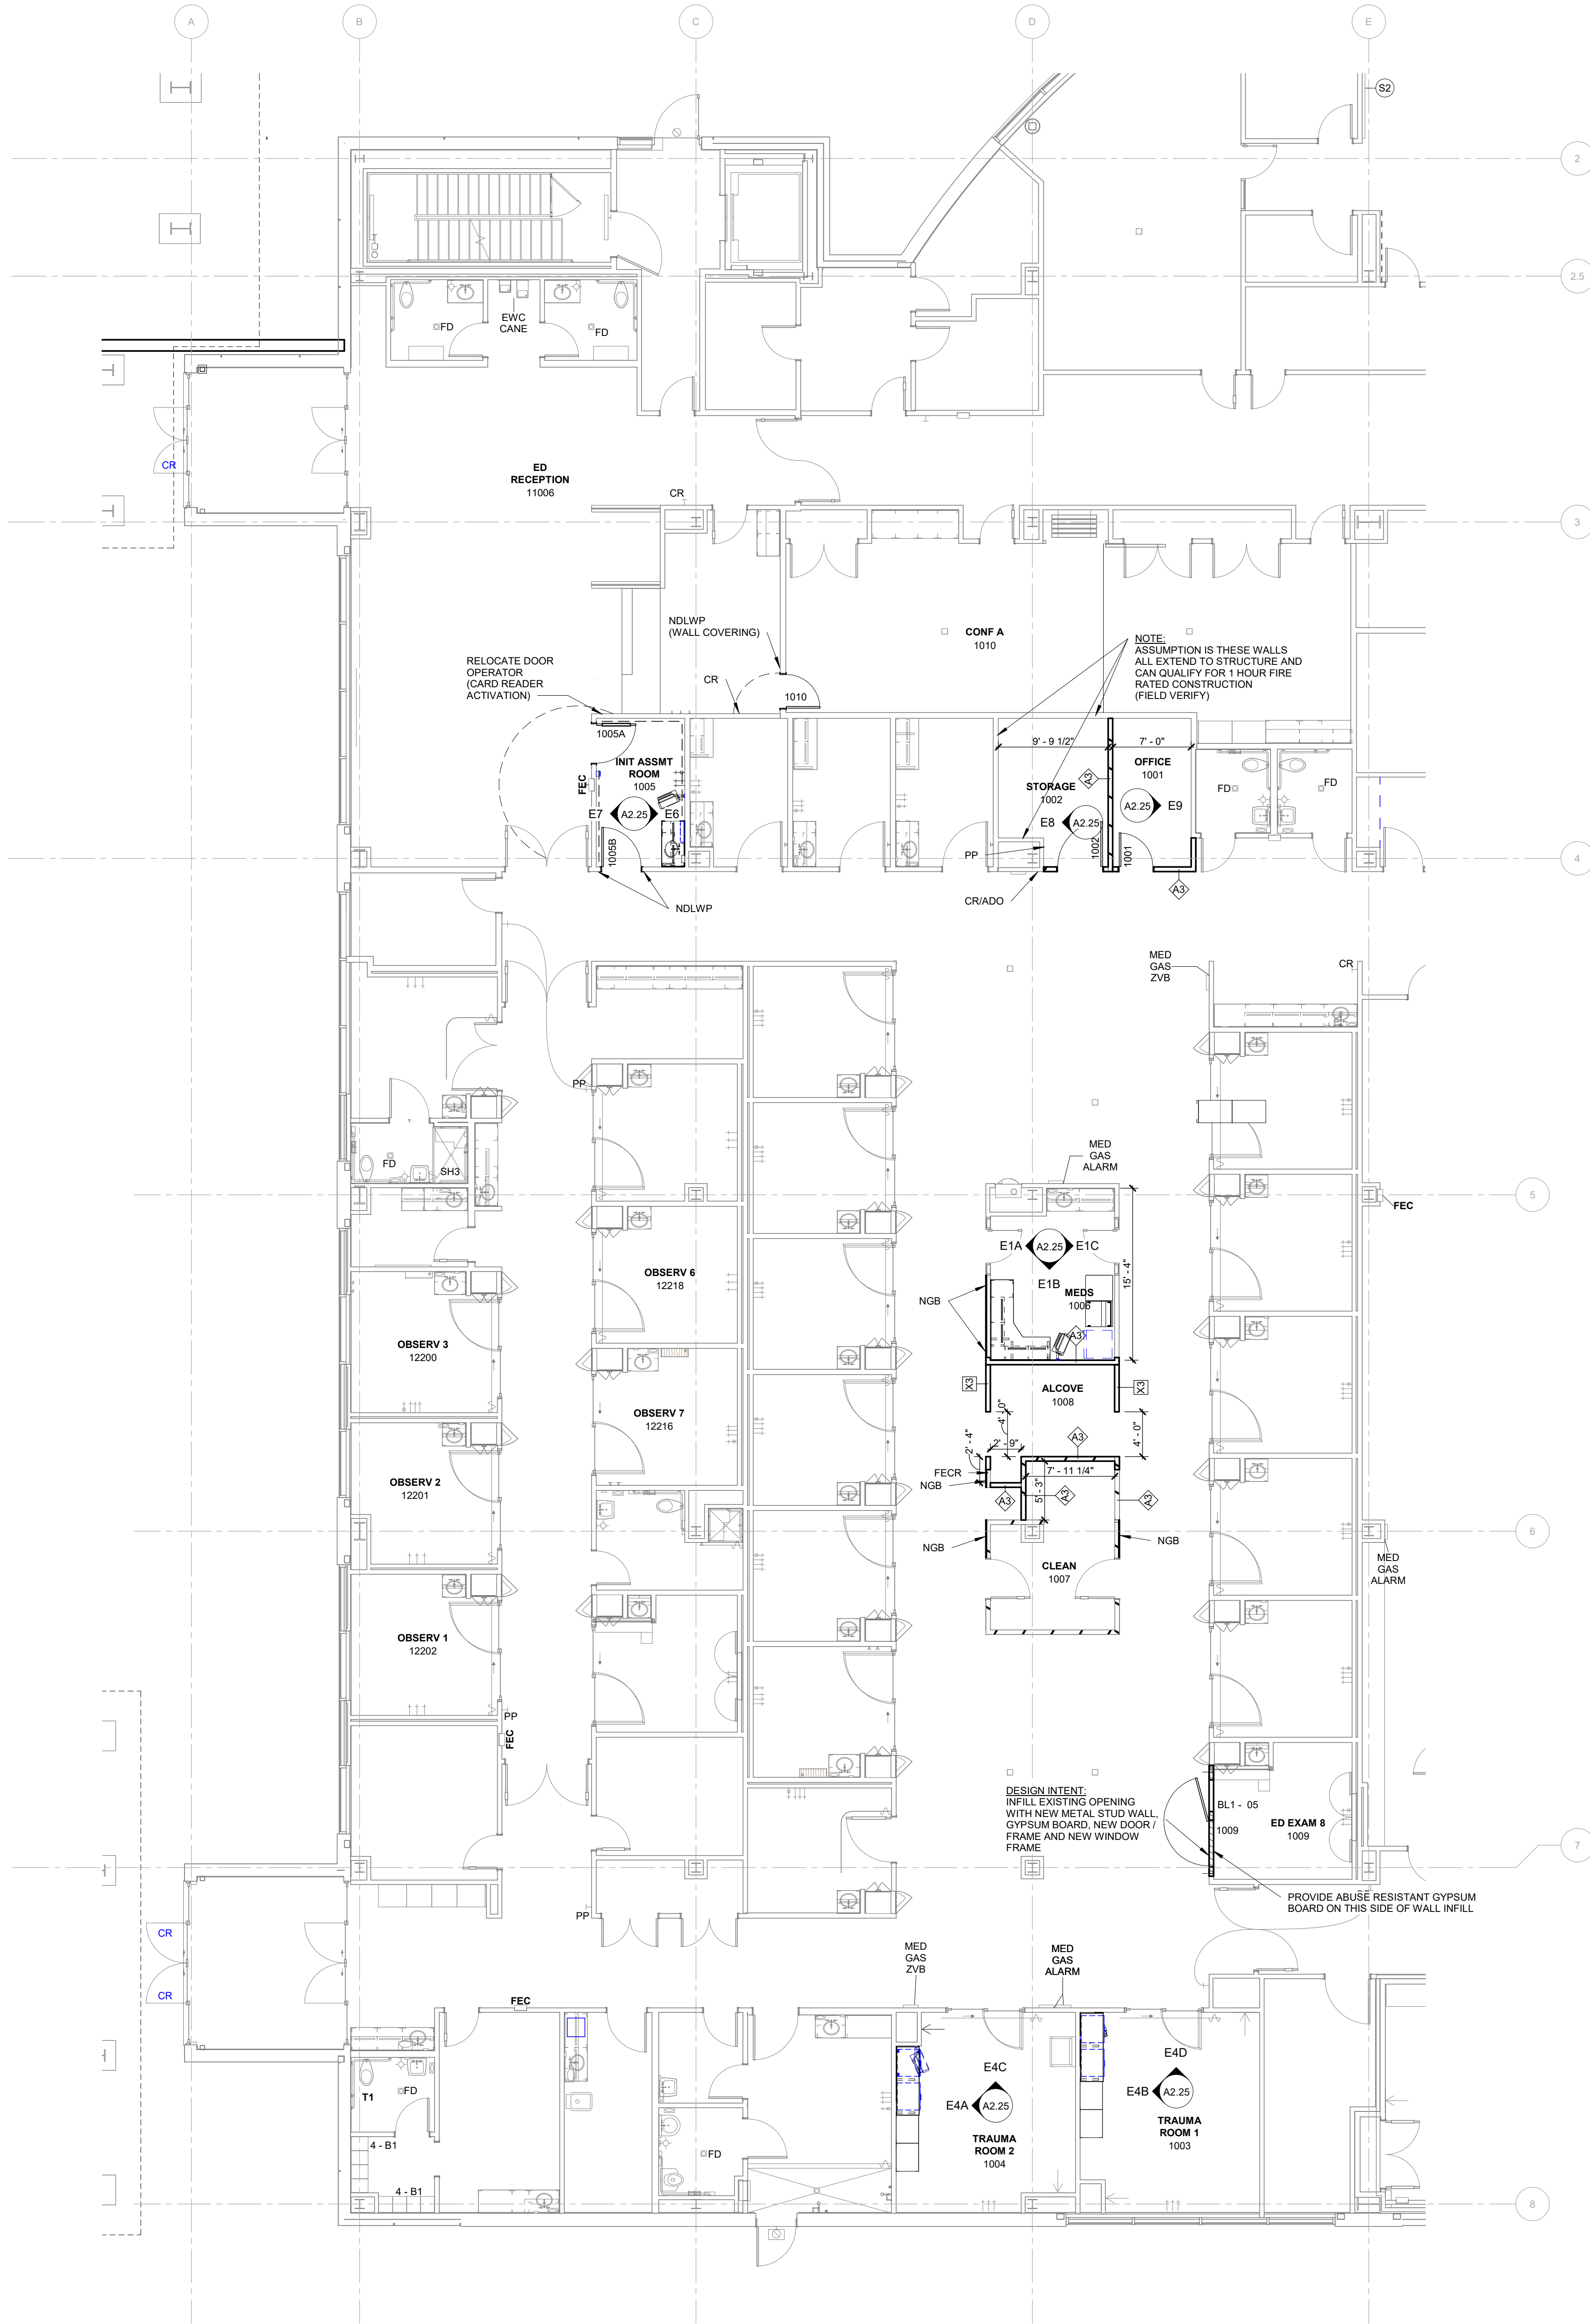 A
B
C
D
E
S2
2
2.5
FD
EWC
CANE
FD
CR
ED
RECEPTION
11006
CR
3
NDLWP
(WALL COVERING)
CONF A
1010
NOTE:
ASSUMPTION IS THESE WALLS
ALL EXTEND TO STRUCTURE AND
CAN QUALIFY FOR 1 HOUR FIRE
RATED CONSTRUCTION
(FIELD VERIFY)
RELOCATE DOOR
OPERATOR
(CARD READER
ACTIVATION)
CR
1010
1005A
9' - 9 1/2"
7' - 0"
INIT ASSMT
ROOM
1005
OFFICE
1001
FEC
A3
STORAGE
1002
FD
FD
E7
A2.25
E6
E8
A2.25
A2.25
E9
1005B
PP
1002
1001
4
A3
NDLWP
CR/ADO
MED
GAS
ZVB
CR
PP
MED
GAS
ALARM
FD
SH3
5
FEC
E1A
A2.25
E1C
E1B
15' - 4"
OBSERV 6
12218
MEDS
1006
NGB
A3
OBSERV 3
12200
X3
ALCOVE
1008
X3
OBSERV 7
12216
4' - 0"
4' - 0"
2' - 4"
2' - 9"
A3
FECR
7' - 11 1/4"
NGB
5' - 3"
A3
A3
A3
OBSERV 2
12201
NGB
NGB
6
CLEAN
1007
MED
GAS
ALARM
OBSERV 1
12202
PP
FEC
DESIGN INTENT:
INFILL EXISTING OPENING
WITH NEW METAL STUD WALL,
GYPSUM BOARD, NEW DOOR /
FRAME AND NEW WINDOW
FRAME
BL1 - 05
1009
ED EXAM 8
1009
7
PROVIDE ABUSE RESISTANT GYPSUM
BOARD ON THIS SIDE OF WALL INFILL
PP
CR
CR
MED
GAS
ZVB
MED
GAS
ALARM
FEC
E4C
E4D
T1
FD
E4A
A2.25
E4B
A2.25
TRAUMA
ROOM 2
1004
TRAUMA
ROOM 1
1003
4 - B1
FD
4 - B1
8